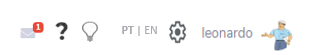 1 ? PT | EN leonardo